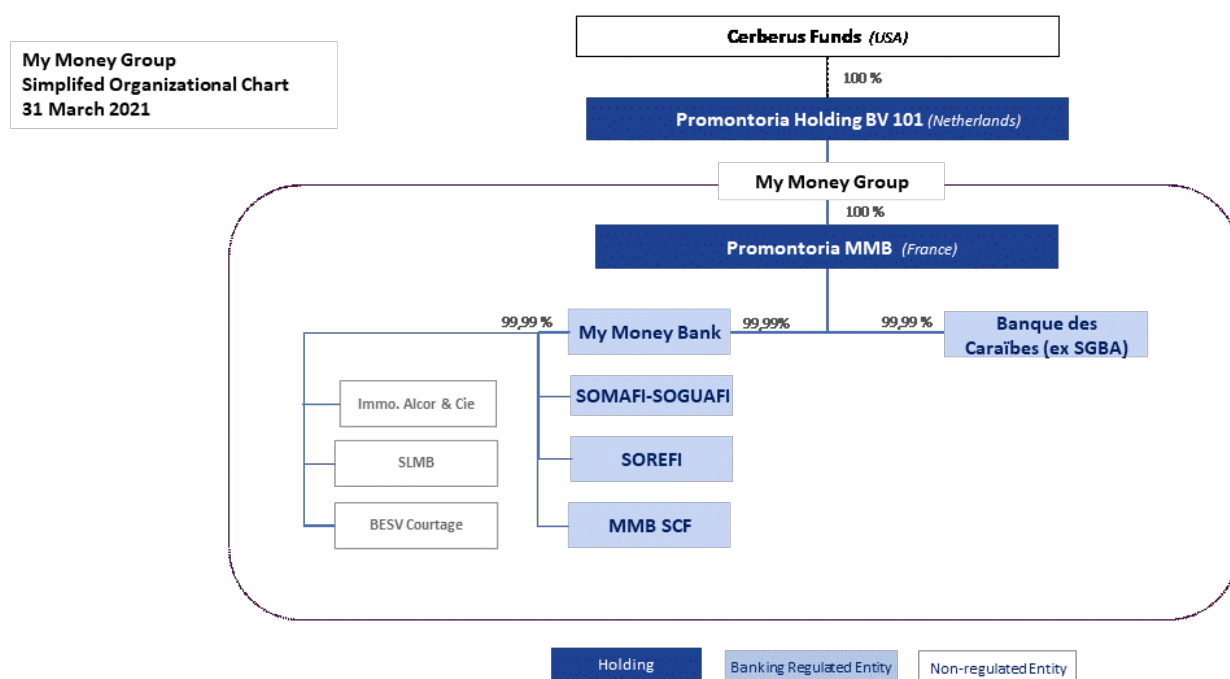 My Money Group
Simplifed Organizational Chart
31 March 2021
Cerberus Funds (USA)
100 %
Promontoria Holding BV 101 (Netherlands)
My Money Group
100 %
Promontoria MMB (France)
99,99 %
My Money Bank
99,99%
99,99 %
Banque des
Caraïbes (ex SGBA)
Immo. Alcor & Cie
SOMAFI-SOGUAFI
SLMB
SOREFI
BESV Courtage
MMB SCF
Holding
Banking Regulated Entity
Non-regulated Entity